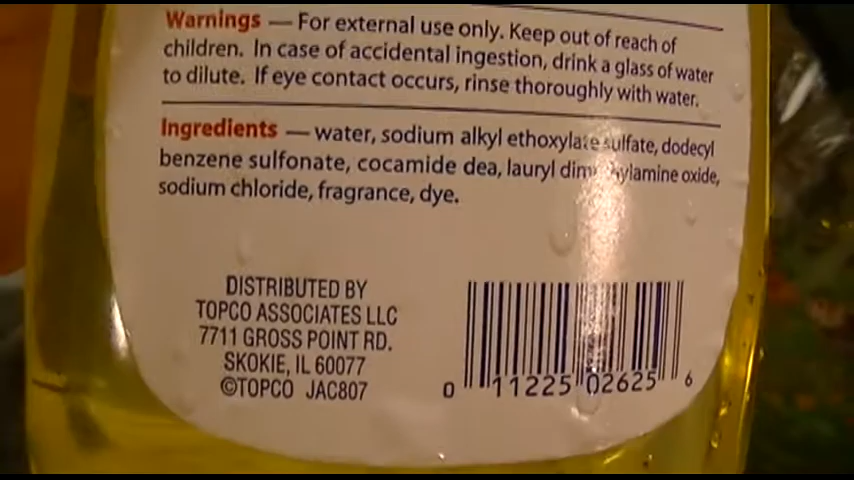 Warnings — For external use only. Keep out of reach of
children. In case of accidental ingestion, drink a glass of water
to dilute. If eye contact occurs, rinse thoroughly with water.
Ingredients — water, sodium alkyl ethoxylate sulfate, dodecyl
benzene sulfonate, cocamide dea, lauryl oxide,
sodium chloride, fragrance, dye.
DISTRIBUTED BY
TOPCO ASSOCIATES LLC
7711 GROSS POINT RD.
SKOKIE, IL 60077
©TOPCO JAC807
0 11225 02625 6